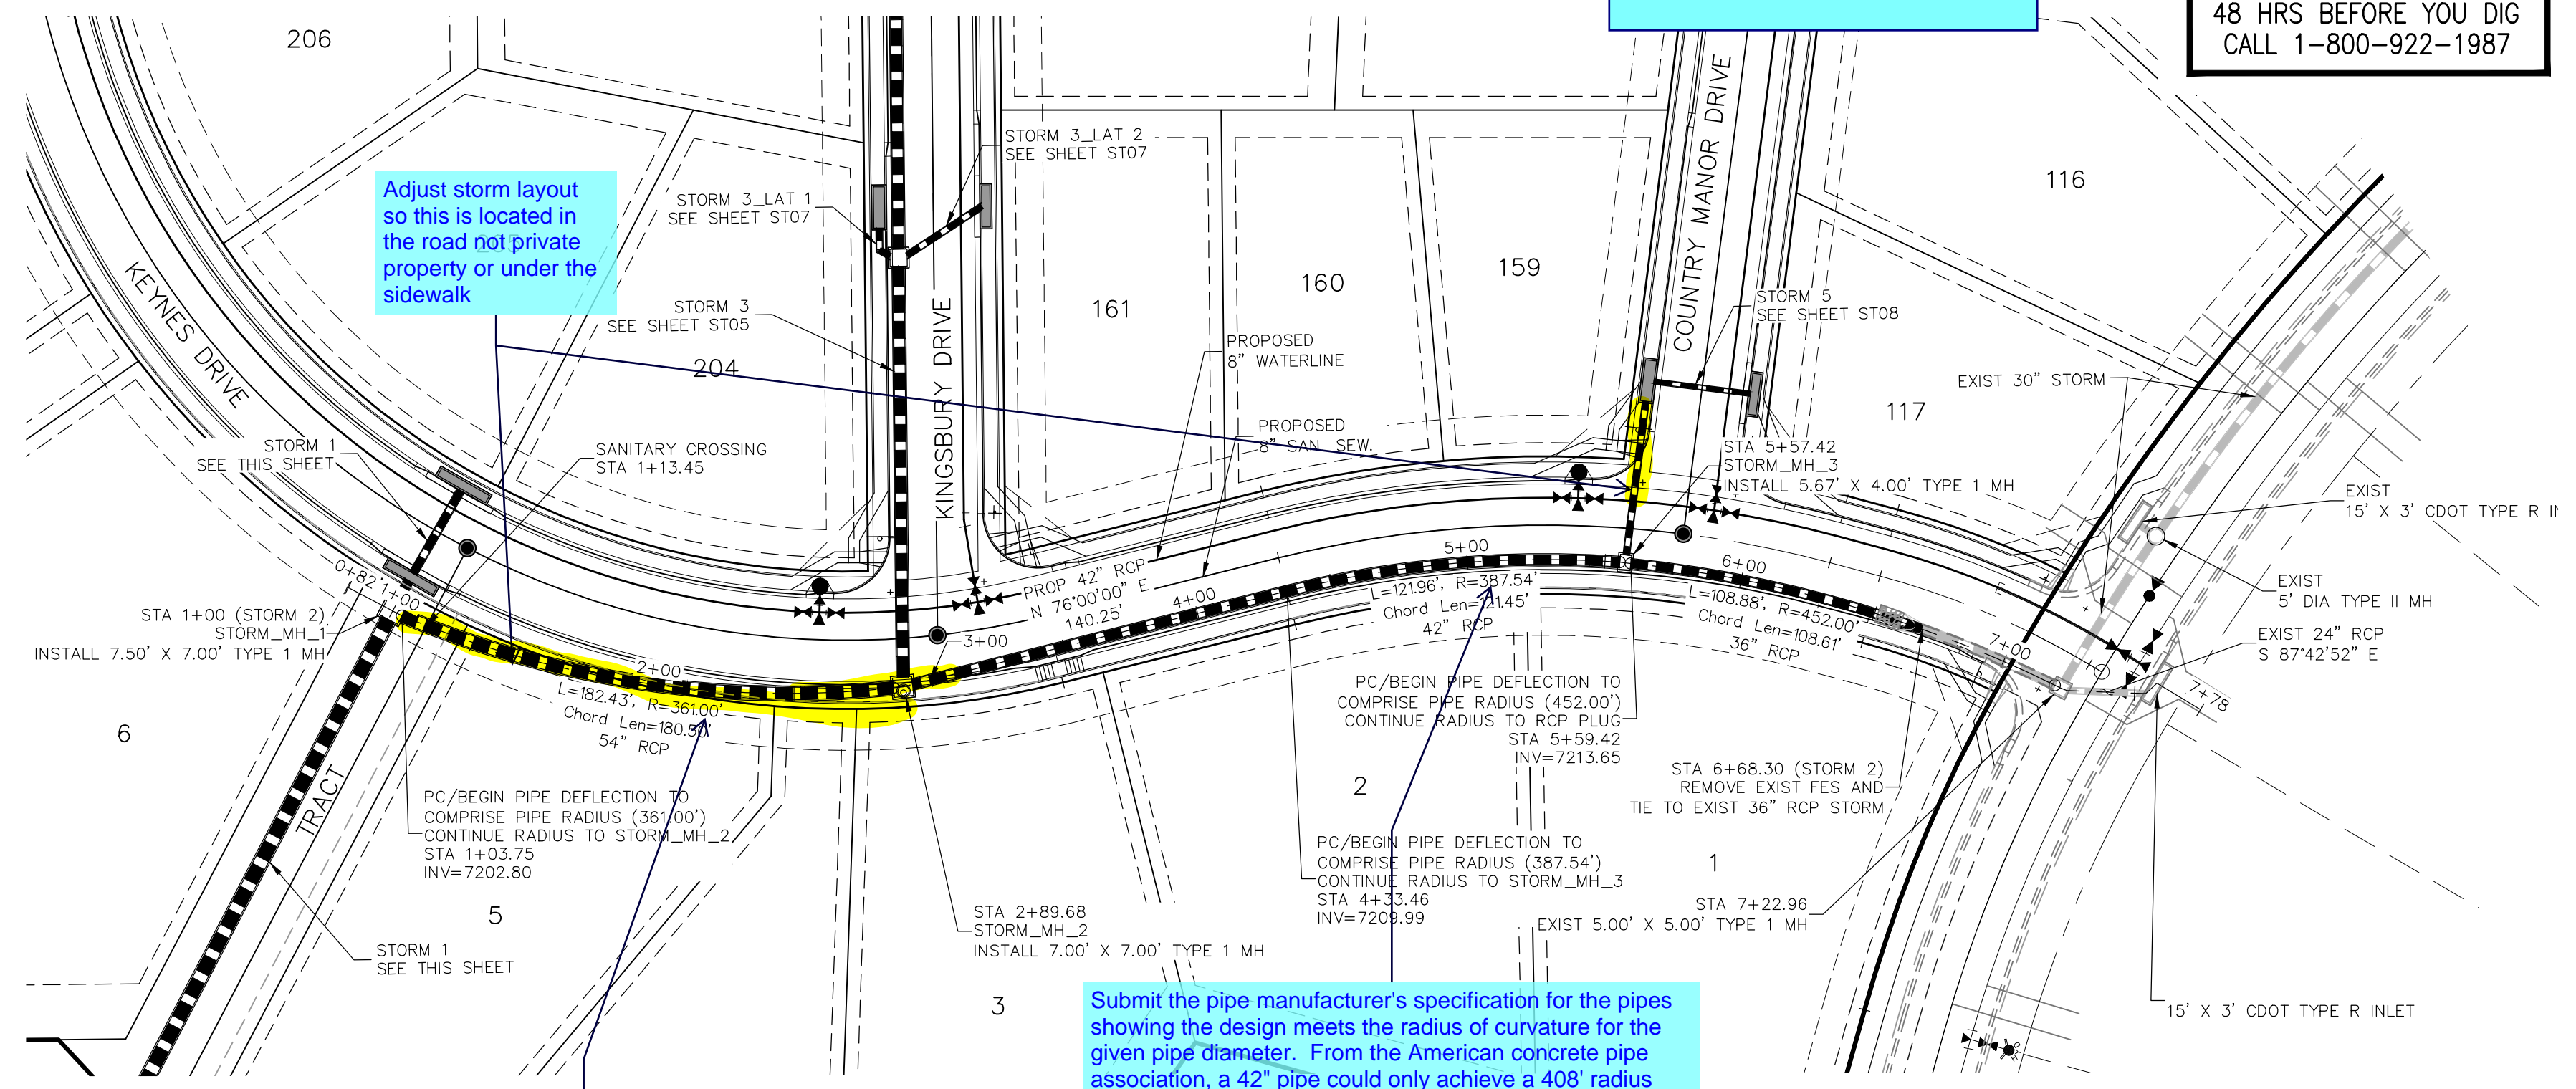 48 HRS BEFORE YOU DIG
CALL 1-800-922-1987
206
Adjust storm layout
so this is located in
the road not private
property or under the
sidewalk
STORM 3_LAT 2
SEE SHEET ST07
STORM 3_LAT 1
SEE SHEET ST07
STORM 3
SEE SHEET ST05
204
KEYNES DRIVE
KINGSBURY DRIVE
COUNTRY MANOR DRIVE
161
160
159
116
117
PROPOSED
8" WATERLINE
PROPOSED
8" SAN. SEW.
STORM 5
SEE SHEET ST08
EXIST 30" STORM
STORM 1
SEE THIS SHEET
SANITARY CROSSING
STA 1+13.45
STA 5+57.42
STORM_MH_3
INSTALL 5.67' X 4.00' TYPE 1 MH
EXIST
15' X 3' CDOT TYPE R
EXIST
5' DIA TYPE II MH
EXIST 24" RCP
S 87°42'52" E
0+82
1+00
2+00
3+00
4+00
5+00
6+00
7+00
7+78
STA 1+00 (STORM 2)
STORM_MH_1
INSTALL 7.50' X 7.00' TYPE 1 MH
PROP 42" RCP
N 76°00'00" E
140.25'
L=121.96', R=387.54'
Chord Len=121.45'
42" RCP
L=108.88', R=452.00'
Chord Len=108.61'
36" RCP
L=182.43', R=361.00'
Chord Len=180.50'
54" RCP
6
TRACT
5
3
2
1
PC/BEGIN PIPE DEFLECTION TO
COMPRISE PIPE RADIUS (361.00')
CONTINUE RADIUS TO STORM_MH_2
STA 1+03.75
INV=7202.80
STORM 1
SEE THIS SHEET
STA 2+89.68
STORM_MH_2
INSTALL 7.00' X 7.00' TYPE 1 MH
PC/BEGIN PIPE DEFLECTION TO
COMPRISE PIPE RADIUS (452.00')
CONTINUE RADIUS TO RCP PLUG
STA 5+59.42
INV=7213.65
PC/BEGIN PIPE DEFLECTION TO
COMPRISE PIPE RADIUS (387.54')
CONTINUE RADIUS TO STORM_MH_3
STA 4+33.46
INV=7209.99
STA 6+68.30 (STORM 2)
REMOVE EXIST FES AND
TIE TO EXIST 36" RCP STORM
STA 7+22.96
EXIST 5.00' X 5.00' TYPE 1 MH
15' X 3' CDOT TYPE R INLET
Submit the pipe manufacturer's specification for the pipes
showing the design meets the radius of curvature for the
given pipe diameter. From the American concrete pipe
association, a 42" pipe could only achieve a 408' radius